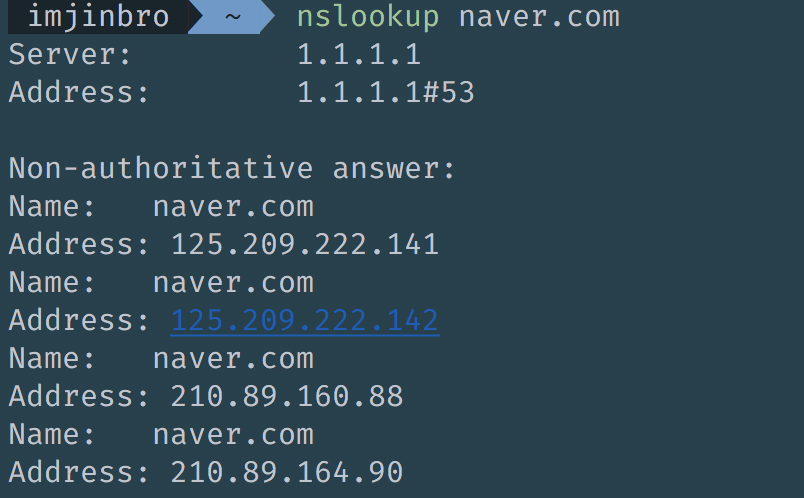 imjinbro ~ nslookup naver.com
Server: 1.1.1.1
Address: 1.1.1.1#53
Non-authoritative answer:
Name: naver.com
Address: 125.209.222.141
Name: naver.com
Address: 125.209.222.142
Name: naver.com
Address: 210.89.160.88
Name: naver.com
Address: 210.89.164.90